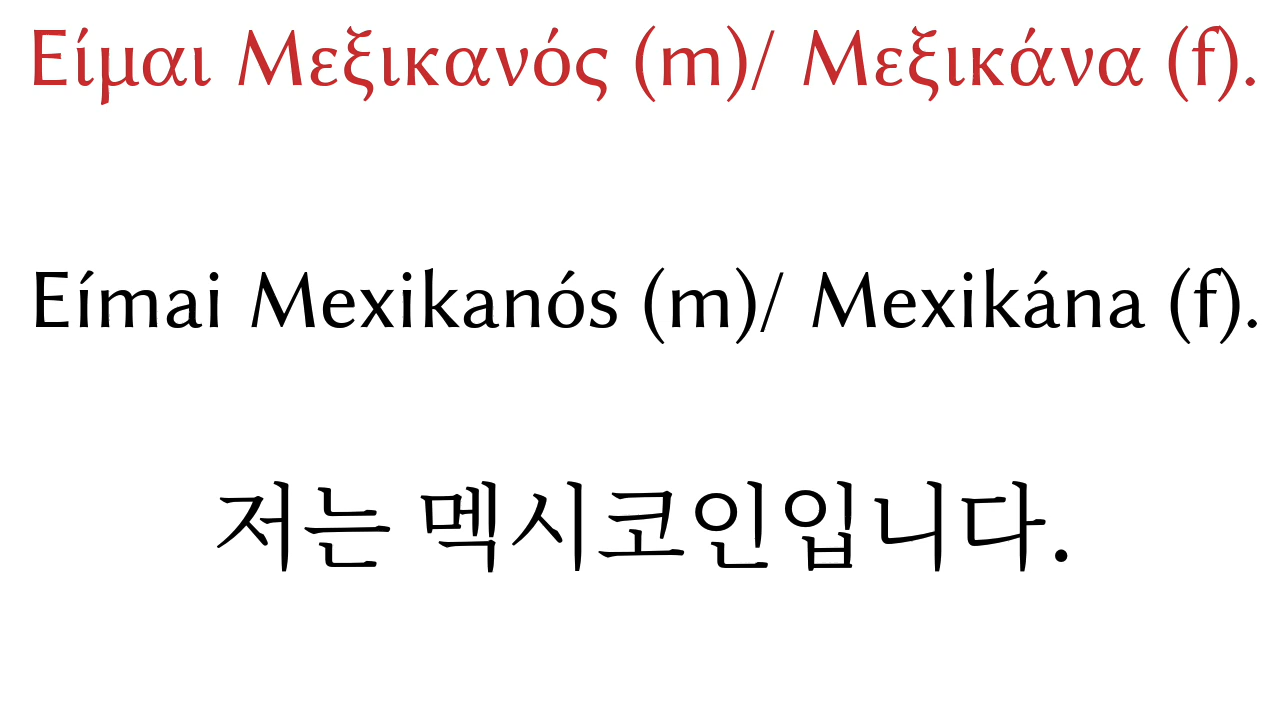 Είμαι Μεξικανός (m)/ Μεξικάνα (f).
Eímai Mexikanós (m)/ Mexikána (f).
저는 멕시코인입니다.